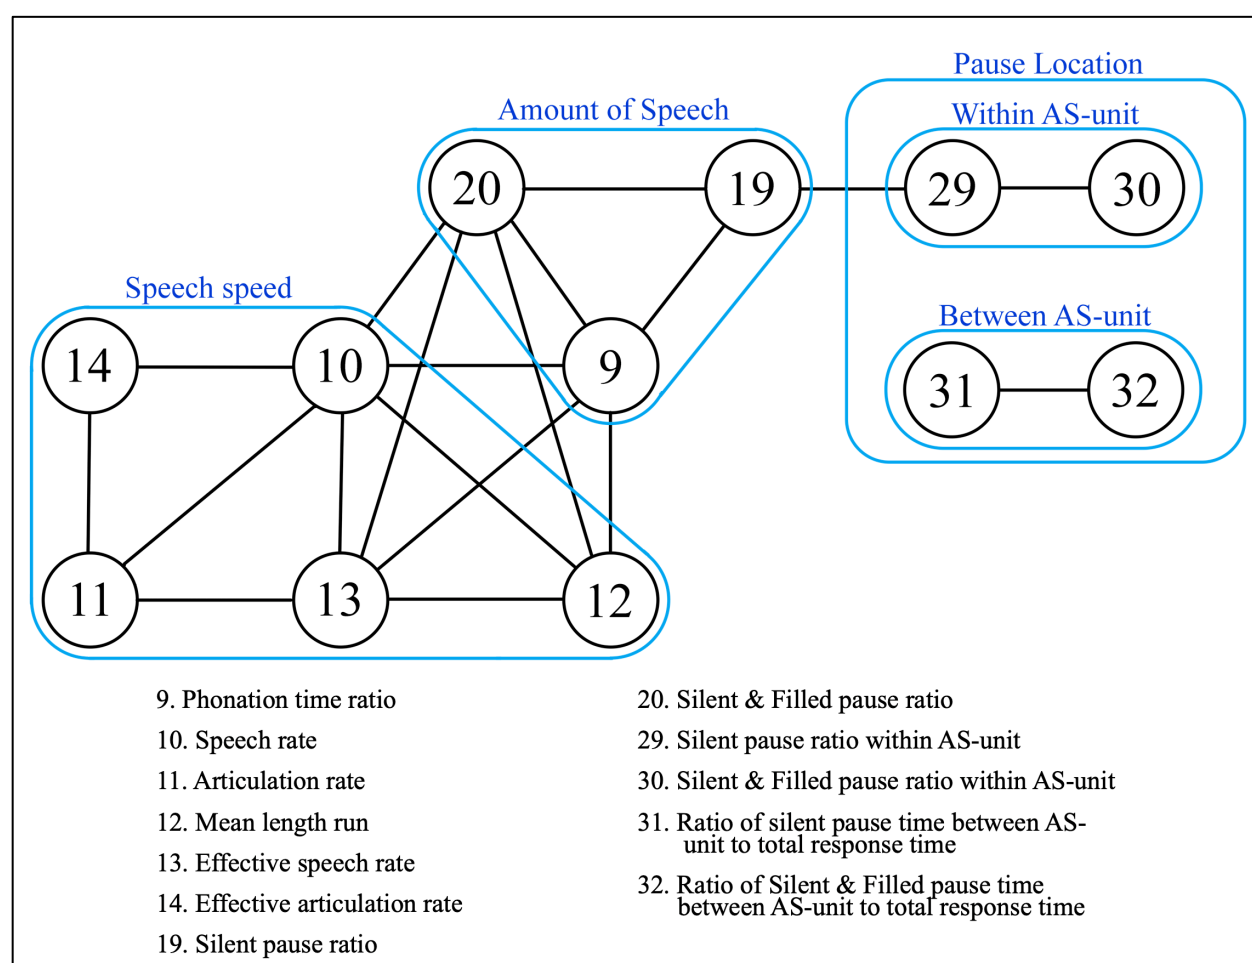 Pause Location
Amount of Speech
Within AS-unit
20
19
29
30
Speech speed
Between AS-unit
14
10
9
31
32
11
13
12
9. Phonation time ratio
10. Speech rate
11. Articulation rate
12. Mean length run
13. Effective speech rate
14. Effective articulation rate
19. Silent pause ratio
20. Silent & Filled pause ratio
29. Silent pause ratio within AS-unit
30. Silent & Filled pause ratio within AS-unit
31. Ratio of silent pause time between AS-
unit to total response time
32. Ratio of Silent & Filled pause time
between AS-unit to total response time